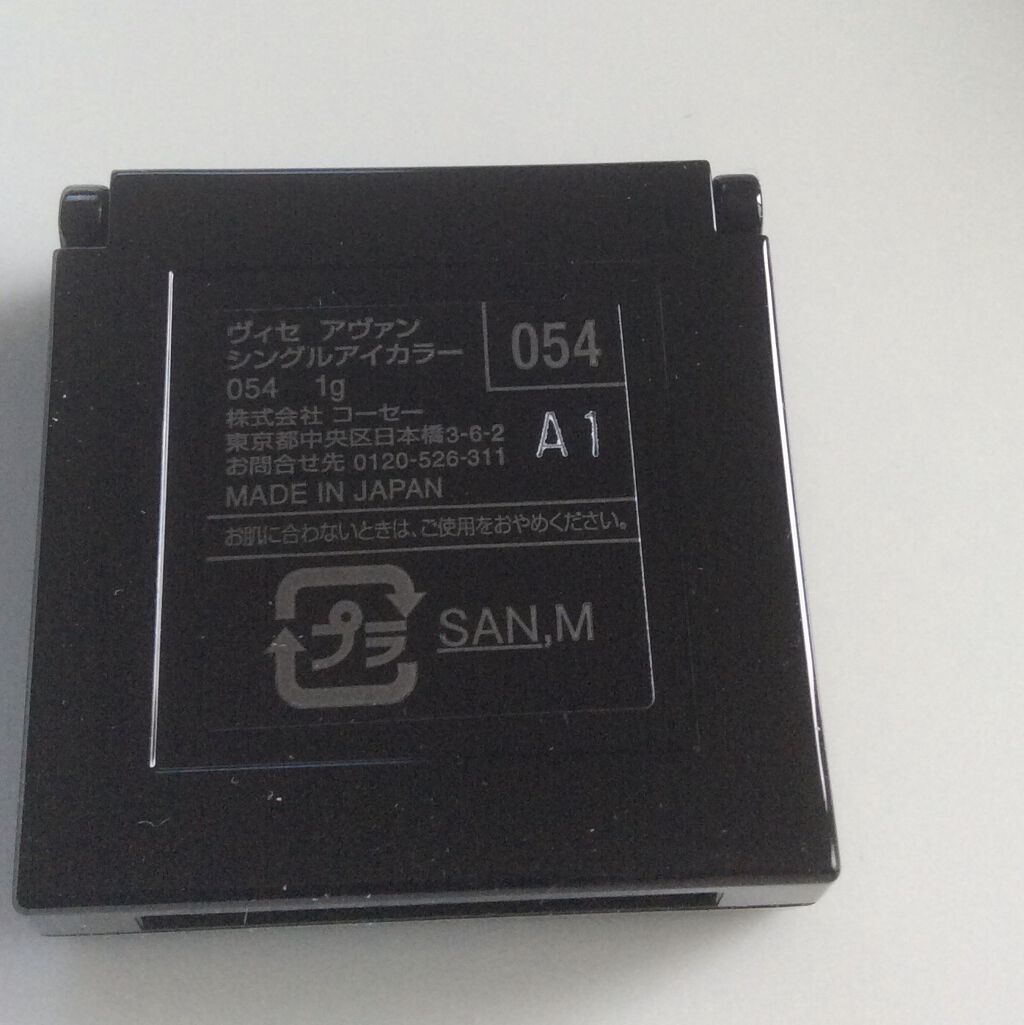 ヴィセ アヴァン
シングルアイカラー
054 1g
054
A1
株式会社 コーセー
東京都中央区日本橋3-6-2
お問合せ先 0120-526-311
MADE IN JAPAN
お肌に合わないときは、ご使用をおやめください。
プラ
SAN,M